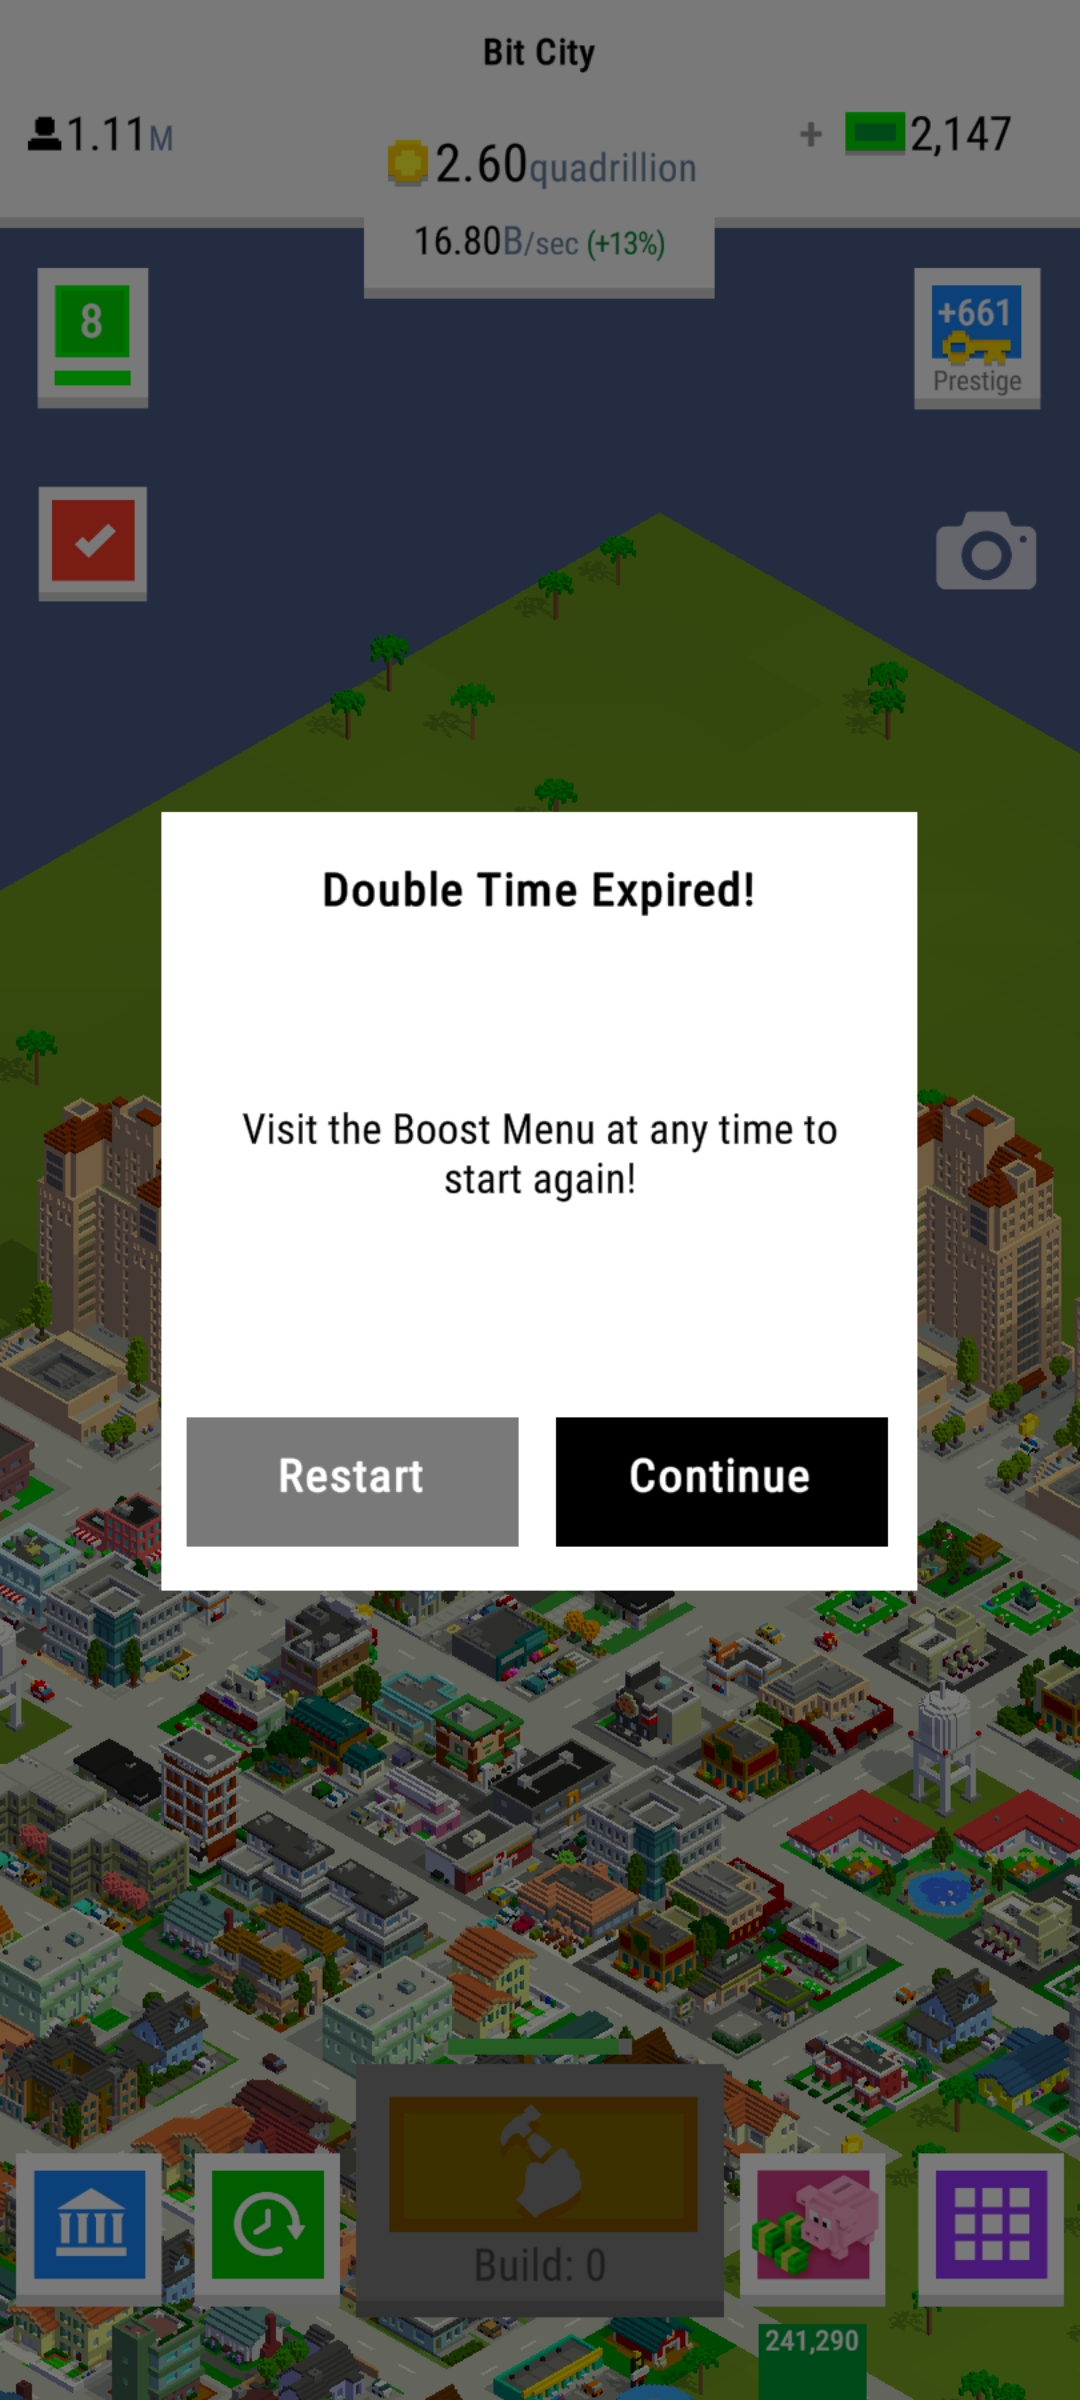 Bit City
1.11M
2.60quadrillion
+ 2,147
16.80B/sec (+13%)
8
+661
Prestige
Double Time Expired!
Visit the Boost Menu at any time to
start again!
Restart
Continue
Build: 0
241,290